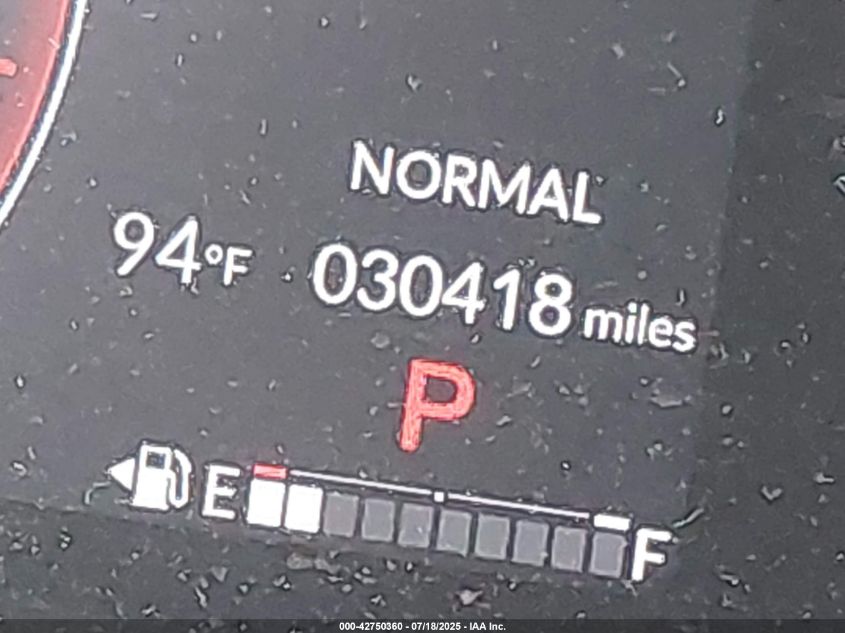 NORMAL
94°F 030418 miles
P
E F
000-42750360 - 07/18/2025 - IAA Inc.